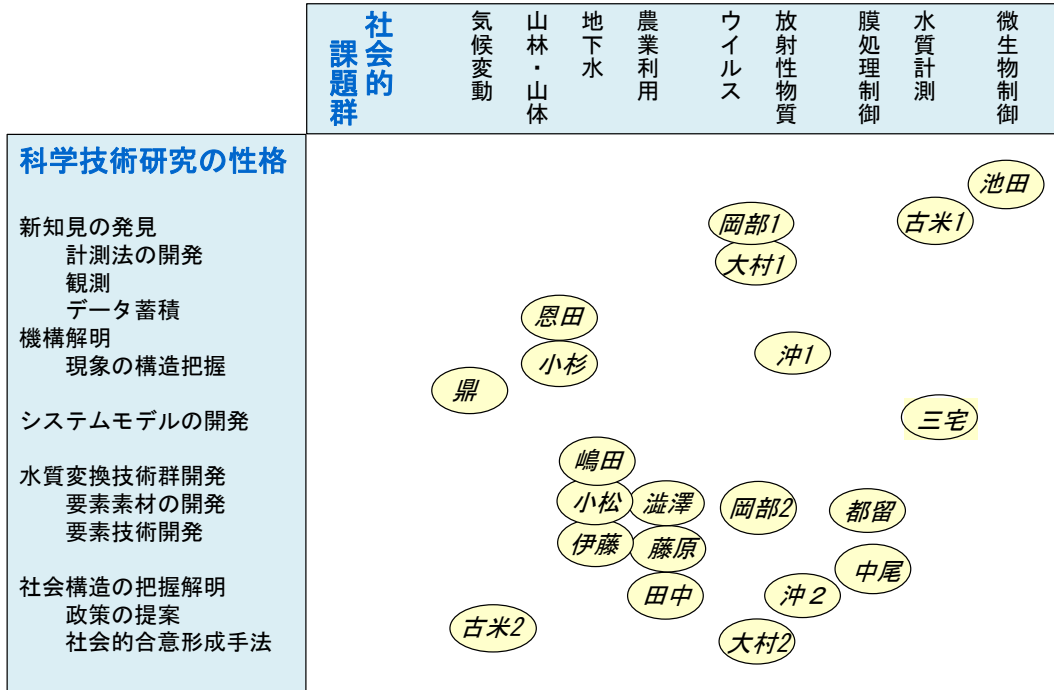 社会的
課題群
気候変動
山林・山体
地下水
農業利用
ウイルス
放射性物質
膜処理制御
水質計測
微生物制御
科学技術研究の性格
新知見の発見
計測法の開発
観測
データ蓄積
機構解明
現象の構造把握
システムモデルの開発
水質変換技術群開発
要素素材の開発
要素技術開発
社会構造の把握解明
政策の提案
社会的合意形成手法
池田
岡部1
古米1
大村1
恩田
小杉
沖1
鼎
三宅
嶋田
小松
澁澤
岡部2
都留
伊藤
藤原
中尾
田中
沖２
古米2
大村2